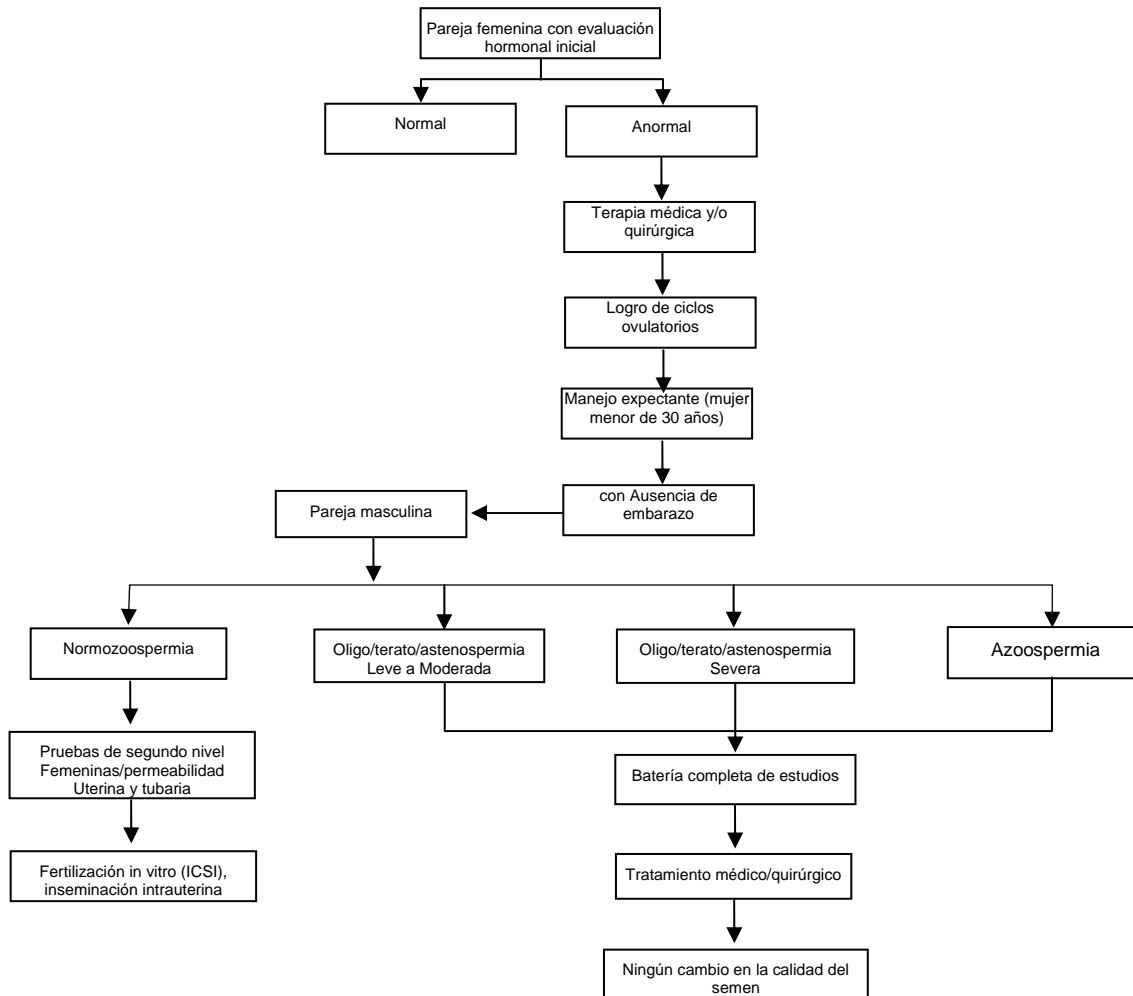 Pareja femenina con evaluación
hormonal inicial
Normal
Anormal
Terapia médica y/o
quirúrgica
Logro de ciclos
ovulatorios
Manejo expectante (mujer
menor de 30 años)
con Ausencia de
embarazo
Pareja masculina
Normozoospermia
Oligo/terato/astenospermia
Leve a Moderada
Oligo/terato/astenospermia
Severa
Azoospermia
Pruebas de segundo nivel
Femeninas/permeabilidad
Uterina y tubaria
Batería completa de estudios
Fertilización in vitro (ICSI),
inseminación intrauterina
Tratamiento médico/quirúrgico
Ningún cambio en la calidad del
semen